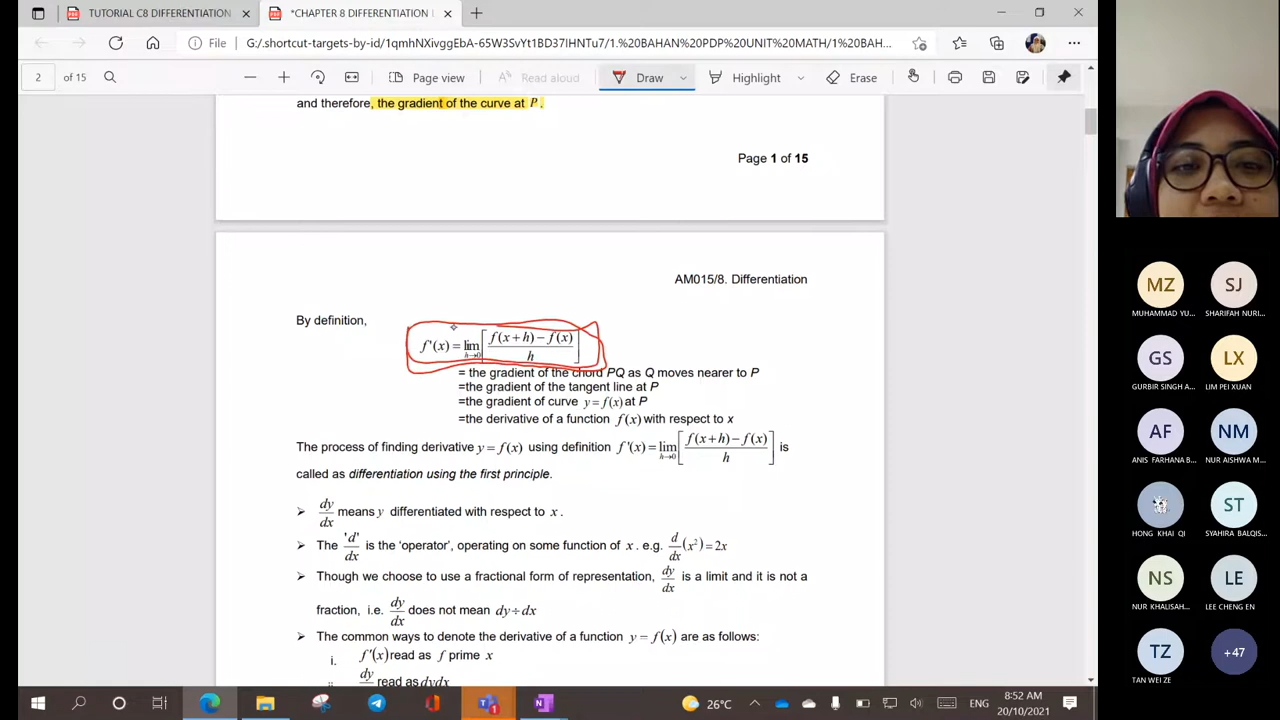 TUTORIAL C8 DIFFERENTIATION
*CHAPTER 8 DIFFERENTIATION
File
G:/.shortcut-targets-by-id/1qmhNXivggEbA-65W3SvYt1BD37IHNTu7/1.%20BAHAN%20PDP%20UNIT%20MATH/1%20BAH...
2 of 15
Page view
Read aloud
Draw
Highlight
Erase
and therefore, the gradient of the curve at P.
Page 1 of 15
AM015/8. Differentiation
By definition,
f'(x) = lim h→0 [ f(x+h) − f(x) / h ]
= the gradient of the chord PQ as Q moves nearer to P
=the gradient of the tangent line at P
=the gradient of curve y = f(x) at P
=the derivative of a function f(x) with respect to x
The process of finding derivative y = f(x) using definition f'(x) = lim h→0 [ f(x+h) − f(x) / h ] is
called as differentiation using the first principle.
➢ dy/dx means y differentiated with respect to x.
➢ The 'd'/dx is the ‘operator’, operating on some function of x. e.g. d/dx (x²) = 2x
➢ Though we choose to use a fractional form of representation, dy/dx is a limit and it is not a
fraction, i.e. dy/dx does not mean dy ÷ dx
➢ The common ways to denote the derivative of a function y = f(x) are as follows:
i. f'(x) read as f prime x
dy/dx read as dydx
MZ
MUHAMMAD YU...
SJ
SHARIFAH NURI...
GS
GURBIR SINGH A...
LX
LIM PEI XUAN
AF
ANIS FARHANA B...
NM
NUR AISHWA M...
HONG KHAI QI
ST
SYAHIRA BALQIS...
NS
NUR KHALISAH...
LE
LEE CHENG EN
TZ
TAN WEI ZE
+47
1
26°C
ENG
8:52 AM
20/10/2021